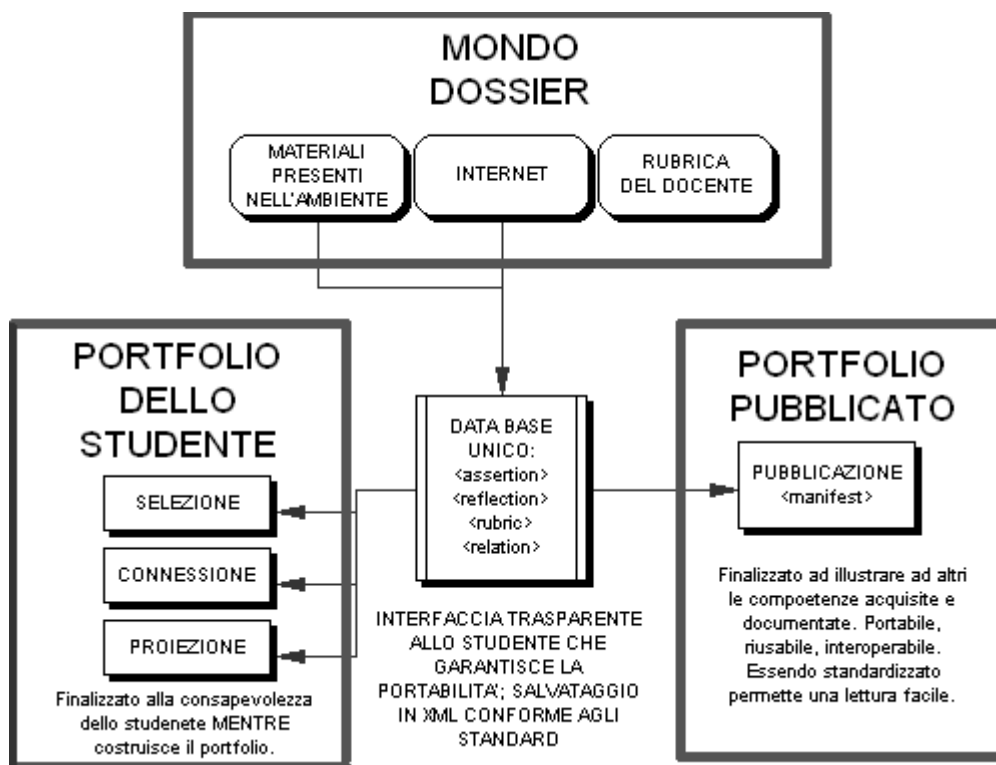 MONDO
DOSSIER
MATERIALI
PRESENTI
NELL'AMBIENTE
INTERNET
RUBRICA
DEL DOCENTE
PORTFOLIO
DELLO
STUDENTE
SELEZIONE
CONNESSIONE
PROIEZIONE
Finalizzato alla consapevolezza
dello studenete MENTRE
costruisce il portfolio.
DATA BASE
UNICO:
<assertion>
<reflection>
<rubric>
<relation>
INTERFACCIA TRASPARENTE
ALLO STUDENTE CHE
GARANTISCE LA
PORTABILITA'; SALVATAGGIO
IN XML CONFORME AGLI
STANDARD
PORTFOLIO
PUBBLICATO
PUBBLICAZIONE
<manifest>
Finalizzato ad illustrare ad altri
le compoetenze acquisite e
documentate. Portabile,
riusabile, interoperabile.
Essendo standardizzato
permette una lettura facile.